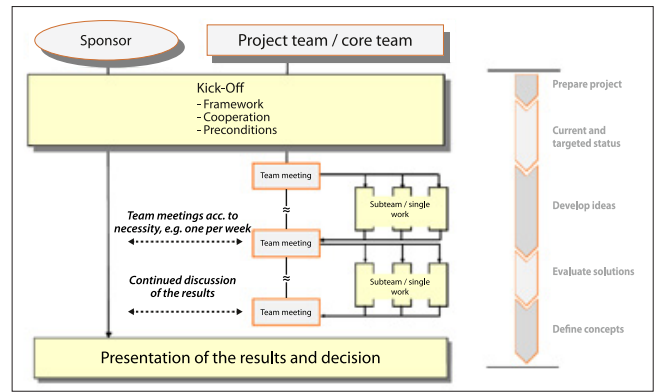 Sponsor
Project team / core team
Kick-Off
- Framework
- Cooperation
- Preconditions
Team meeting
Subteam / single
work
Team meetings acc. to
necessity, e.g. one per week
Team meeting
Continued discussion
of the results
Subteam / single
work
Team meeting
Presentation of the results and decision
Prepare project
Current and
targeted status
Develop ideas
Evaluate solutions
Define concepts